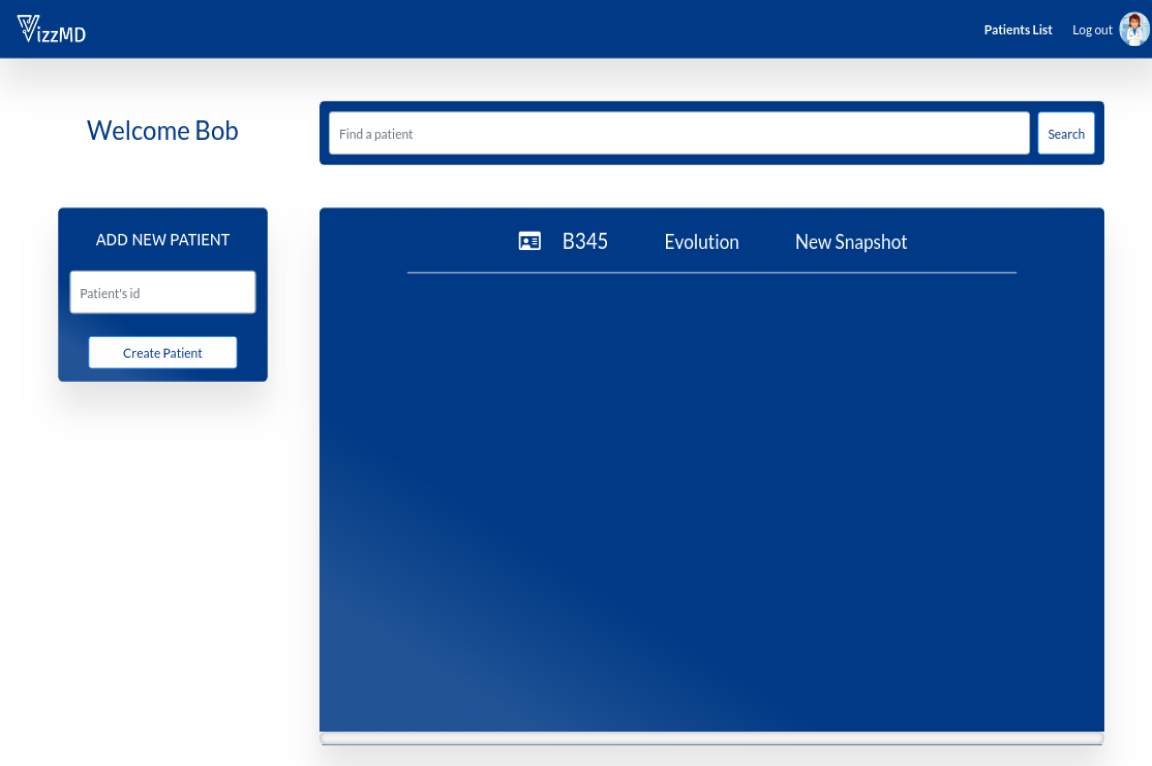 VizzMD
Patients List
Log out
Welcome Bob
Find a patient
Search
ADD NEW PATIENT
Patient's id
Create Patient
B345
Evolution
New Snapshot